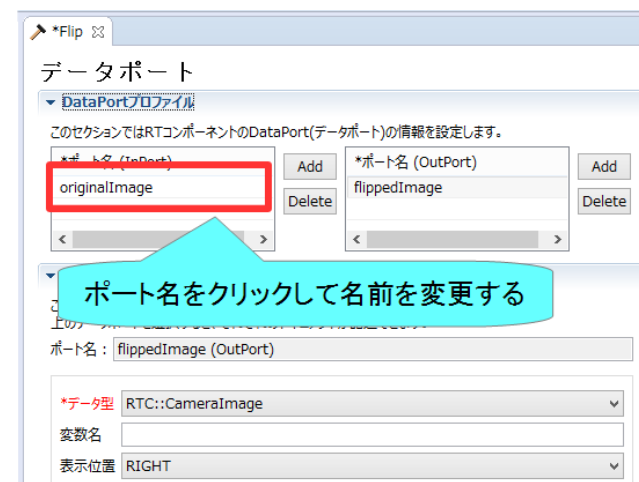 *Flip
データポート
DataPortプロファイル
このセクションではRTコンポーネントのDataPort(データポート)の情報を設定します。
*ポート名 (InPort)
Add
*ポート名 (OutPort)
Add
originalImage
Delete
flippedImage
Delete
ポート名をクリックして名前を変更する
ポート名： flippedImage (OutPort)
*データ型 RTC::CameraImage
変数名
表示位置 RIGHT